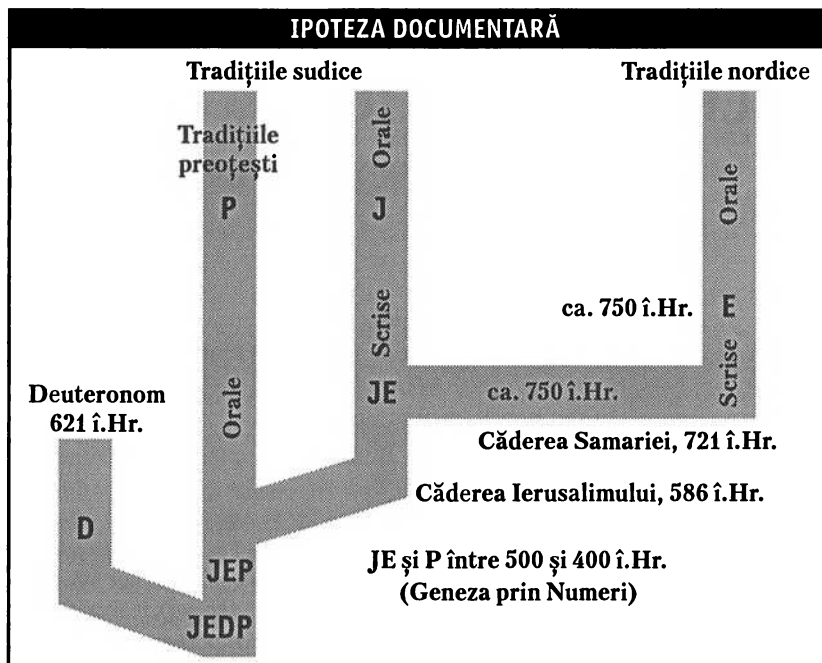 IPOTEZA DOCUMENTARĂ
Tradițiile sudice
Tradițiile nordice
Tradițiile
preoțești
P
Orale
J
Scrise
JE
Orale
ca. 750 î.Hr.
E
Scrise
ca. 750 î.Hr.
Deuteronom
621 î.Hr.
Orale
Căderea Samariei, 721 î.Hr.
Căderea Ierusalimului, 586 î.Hr.
D
JEP
JE și P între 500 și 400 î.Hr.
(Geneza prin Numeri)
JEDP